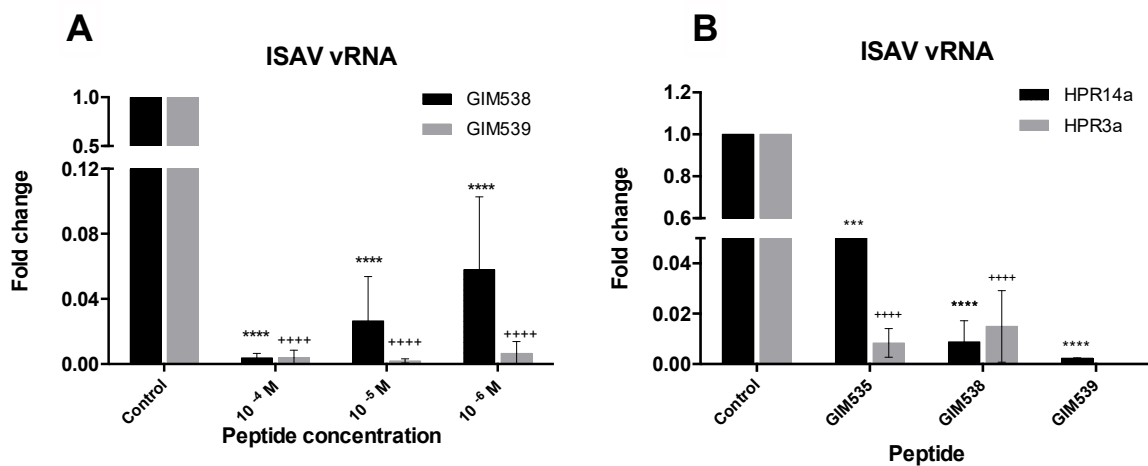 A
ISAV vRNA
GIM538
GIM539
Fold change
1.0
0.5
0.12
0.08
0.04
0.00
****
++++
****
++++
****
++++
Control
10 -4 M
10 -5 M
10 -6 M
Peptide concentration
B
ISAV vRNA
HPR14a
HPR3a
Fold change
1.2
1.0
0.8
0.6
0.04
0.02
0.00
***
++++
****
++++
****
Control
GIM535
GIM538
GIM539
Peptide